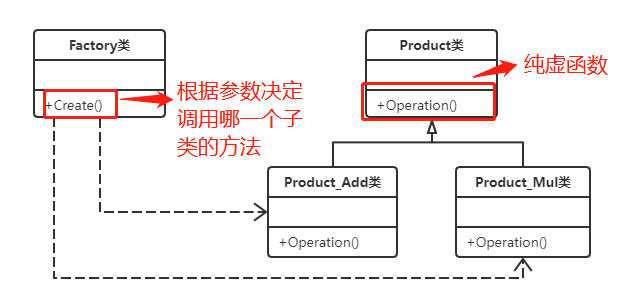 Factory类
+Create()
根据参数决定
调用哪一个子
类的方法
Product类
+Operation()
纯虚函数
Product_Add类
+Operation()
Product_Mul类
+Operation()